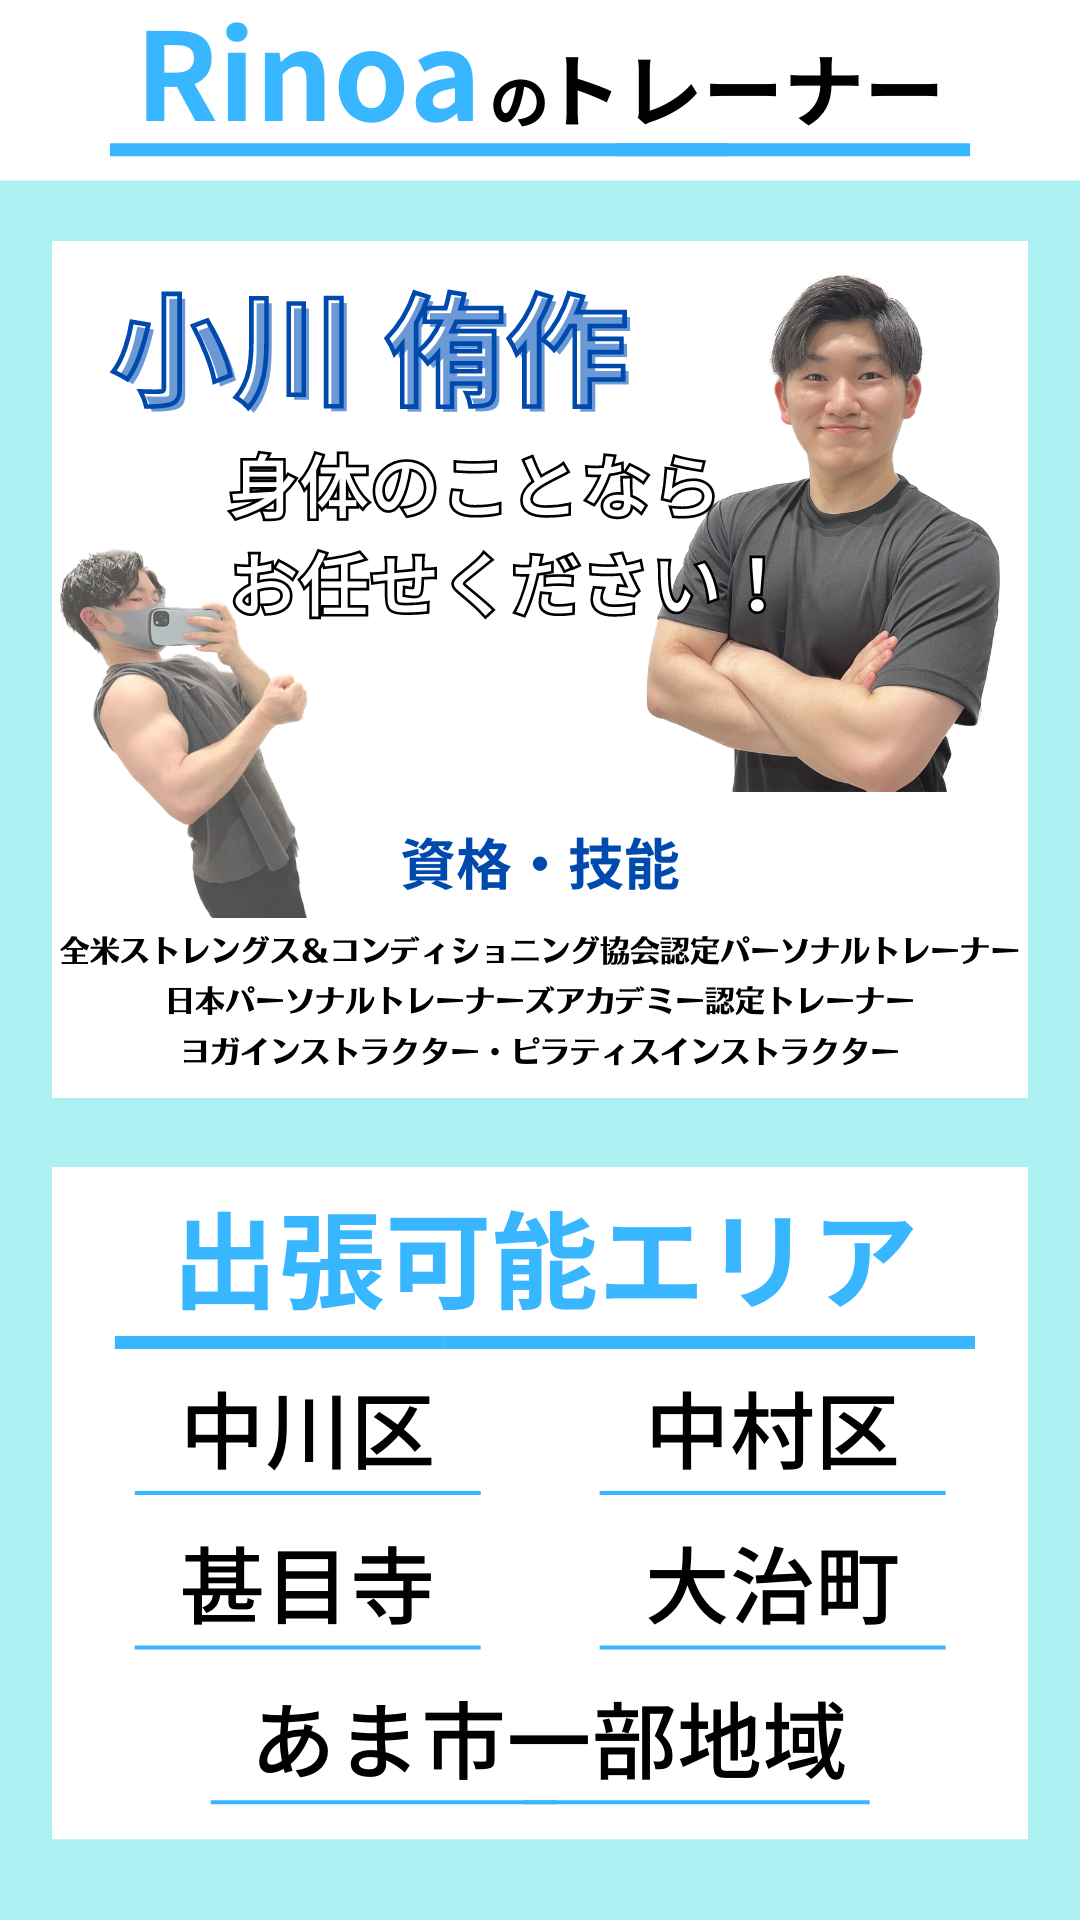 Rinoaのトレーナー
小川 侑作
身体のことなら
お任せください！
資格・技能
全米ストレングス&コンディショニング協会認定パーソナルトレーナー
日本パーソナルトレーナーズアカデミー認定トレーナー
ヨガインストラクター・ピラティスインストラクター
出張可能エリア
中川区
中村区
甚目寺
大治町
あま市一部地域